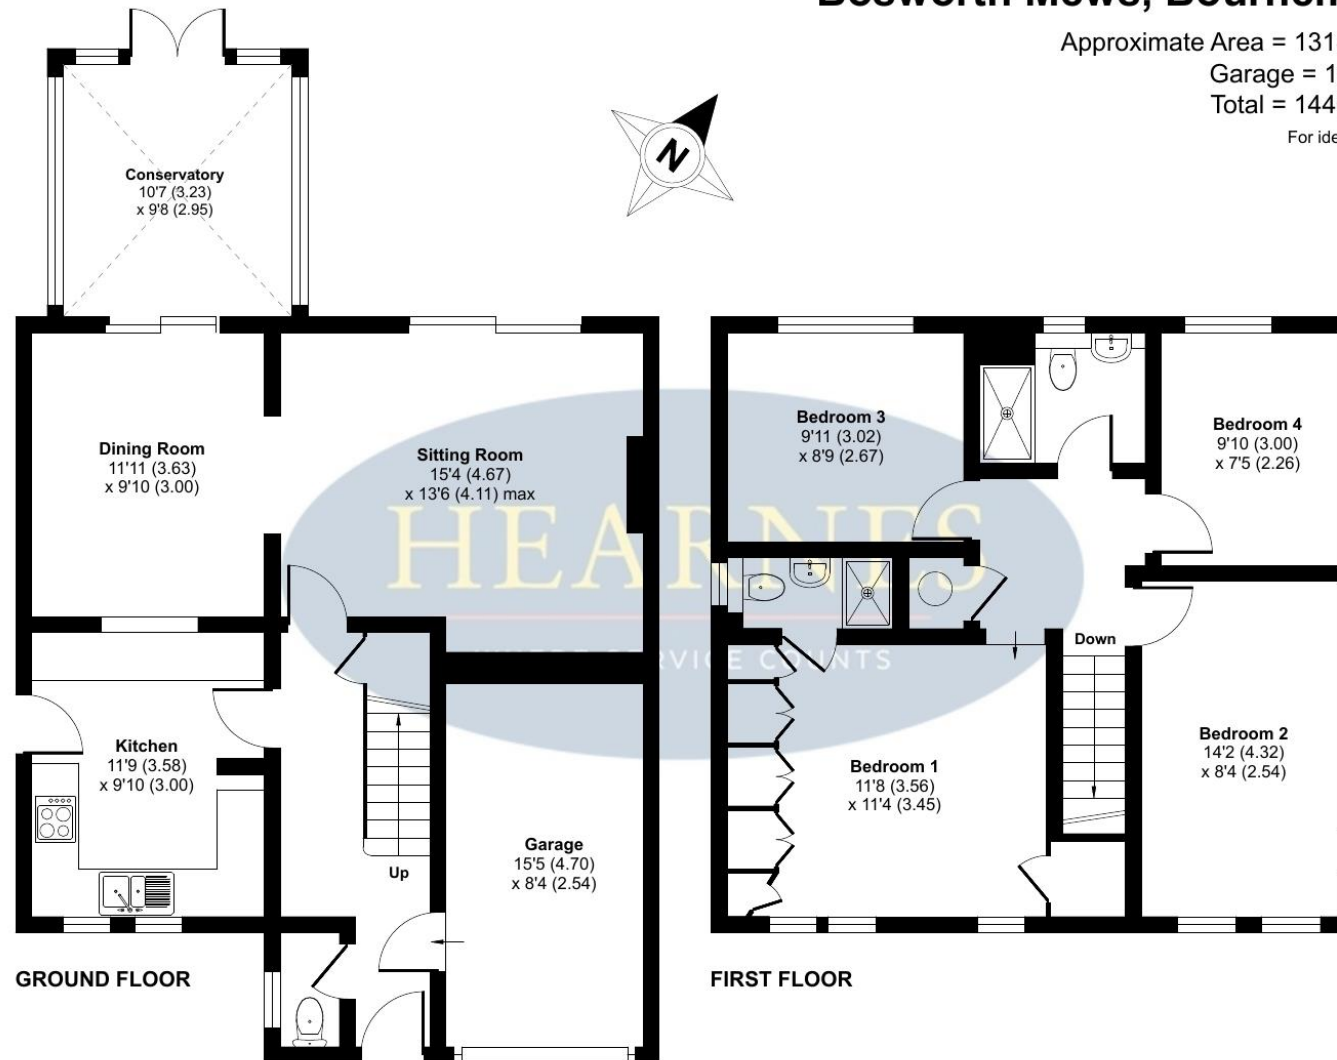 Approximate Area = 131
Garage = 1
Total = 144
For ide
N
Conservatory
10'7 (3.23)
x 9'8 (2.95)
Dining Room
11'11 (3.63)
x 9'10 (3.00)
Sitting Room
15'4 (4.67)
x 13'6 (4.11) max
Bedroom 3
9'11 (3.02)
x 8'9 (2.67)
Bedroom 4
9'10 (3.00)
x 7'5 (2.26)
HEARNES
SERVICE COUNTS
Kitchen
11'9 (3.58)
x 9'10 (3.00)
Down
Bedroom 1
11'8 (3.56)
x 11'4 (3.45)
Bedroom 2
14'2 (4.32)
x 8'4 (2.54)
Garage
15'5 (4.70)
x 8'4 (2.54)
Up
GROUND FLOOR
FIRST FLOOR